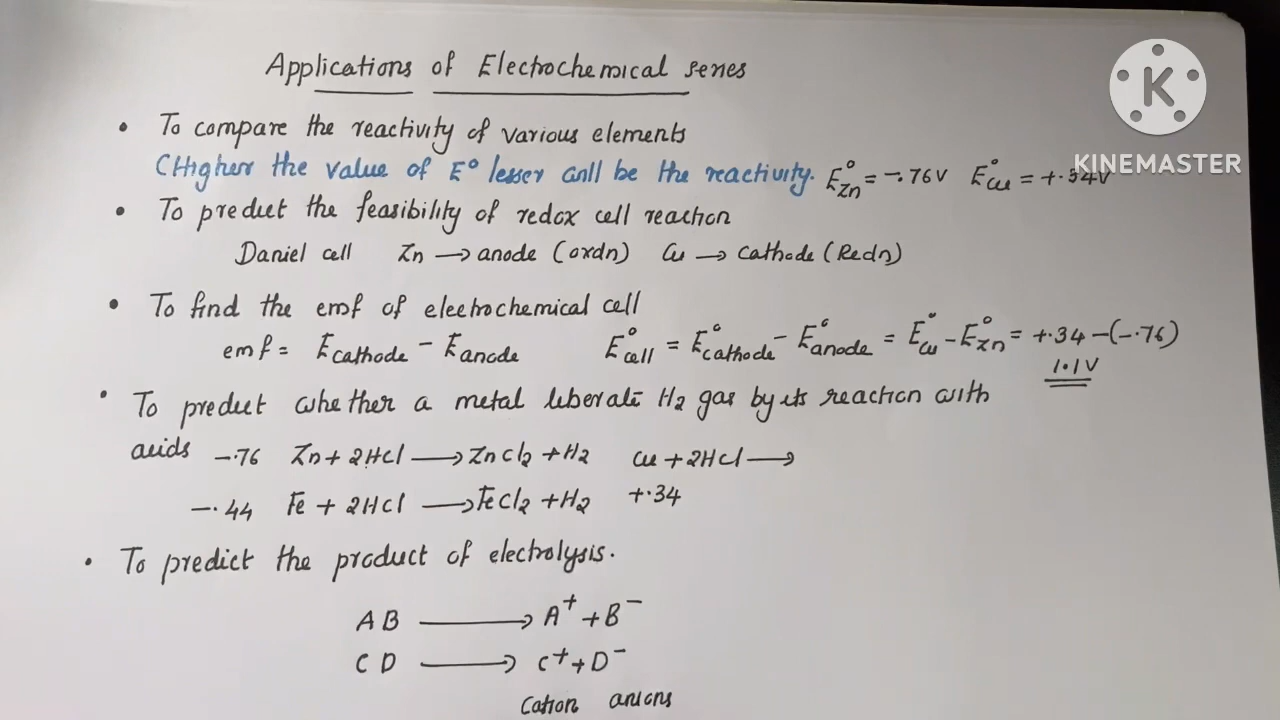 Applications of Electrochemical series
K
KINEMASTER
• To compare the reactivity of various elements
(Higher the value of E° lesser will be the reactivity. E°Zn = -.76V E°Cu = +.34V
• To predict the feasibility of redox cell reaction
Daniel cell Zn → anode (oxdn) Cu → cathode (Redn)
• To find the emf of electrochemical cell
emf = Ecathode - Eanode E°cell = E°cathode - E°anode = E°Cu - E°Zn = +.34-(-.76)
1.1V
• To predict whether a metal liberate H2 gas by its reaction with
acids -.76 Zn + 2HCl → ZnCl2 + H2 Cu + 2HCl →
-.44 Fe + 2HCl → FeCl2 + H2 +.34
• To predict the product of electrolysis.
AB → A⁺ + B⁻
CD → C⁺ + D⁻
Cation anions